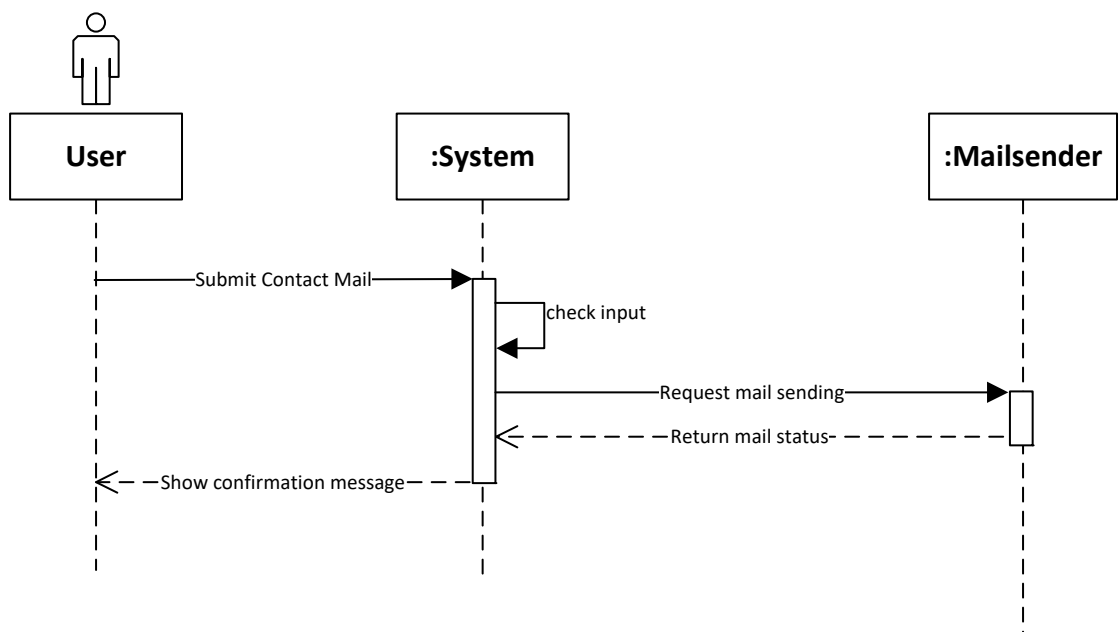 User
:System
:Mailsender
Submit Contact Mail
check input
Request mail sending
Return mail status
Show confirmation message